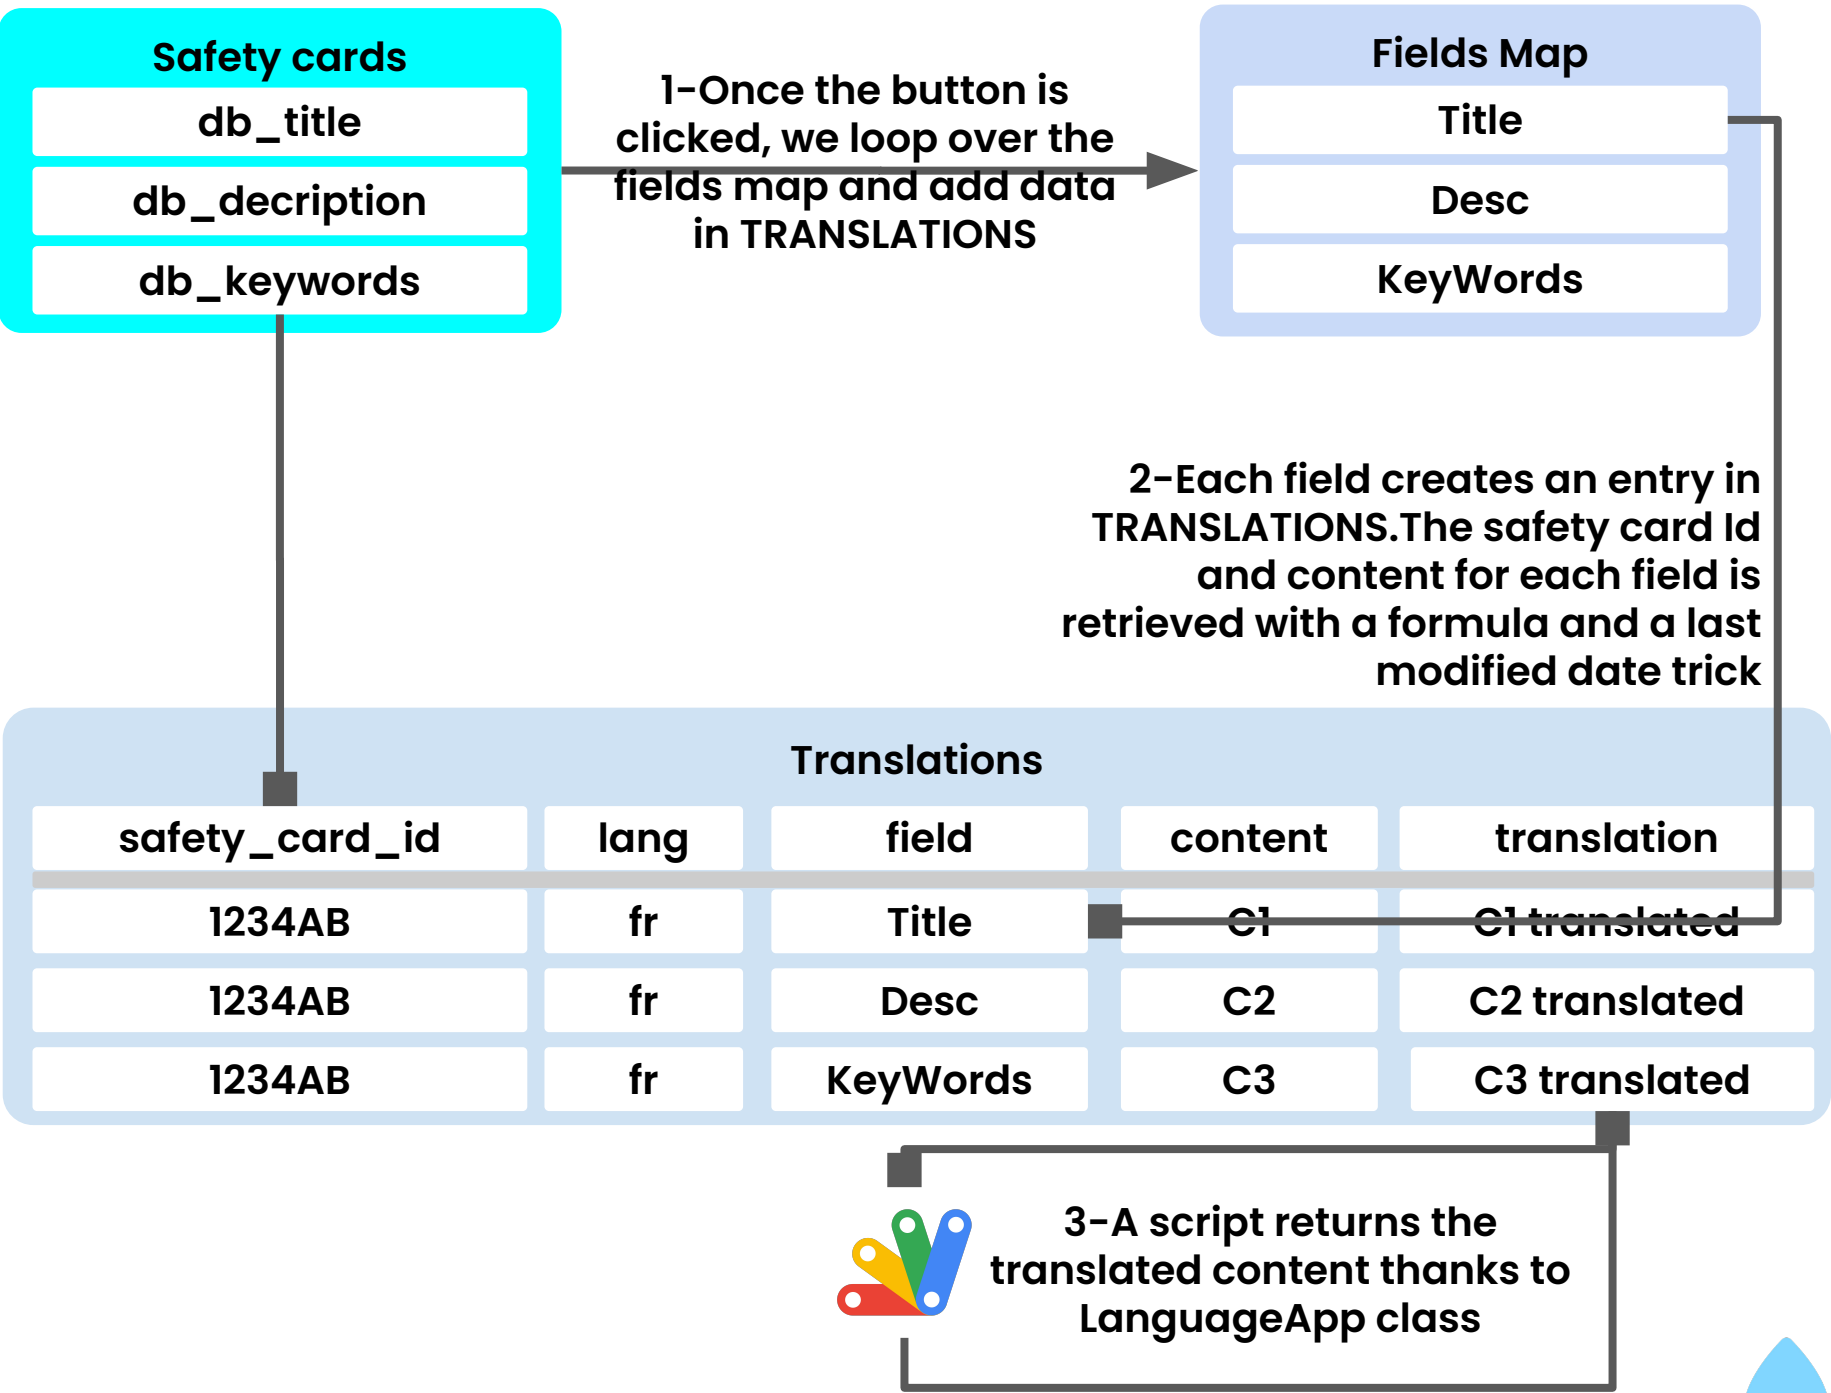 Safety cards
db_title
db_decription
db_keywords
1-Once the button is
clicked, we loop over the
fields map and add data
in TRANSLATIONS
Fields Map
Title
Desc
KeyWords
2-Each field creates an entry in
TRANSLATIONS.The safety card Id
and content for each field is
retrieved with a formula and a last
modified date trick
Translations
safety_card_id lang field content translation
1234AB fr Title C1 C1 translated
1234AB fr Desc C2 C2 translated
1234AB fr KeyWords C3 C3 translated
3-A script returns the
translated content thanks to
LanguageApp class